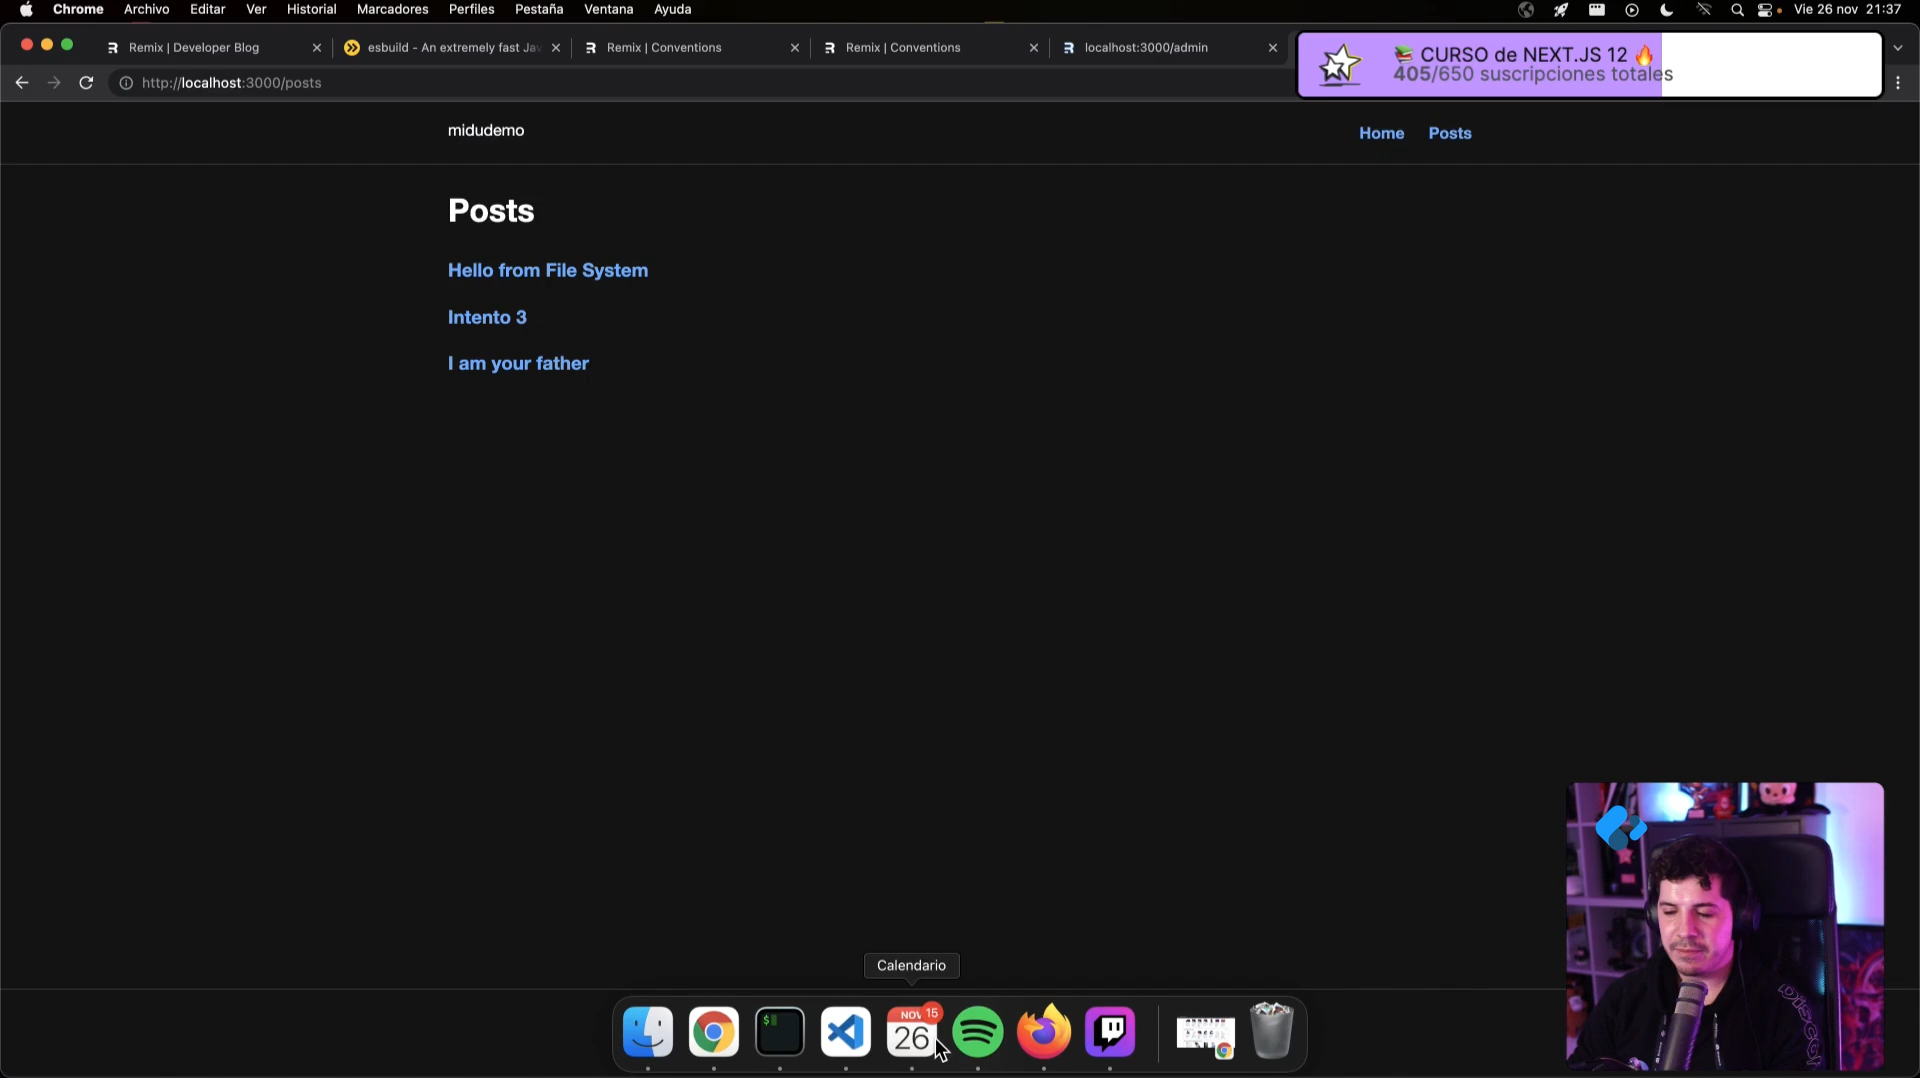 Chrome Archivo Editar Ver Historial Marcadores Perfiles Pestaña Ventana Ayuda Vie 26 nov 21:37
Remix | Developer Blog esbuild - An extremely fast Jav Remix | Conventions Remix | Conventions localhost:3000/admin
📚 CURSO de NEXT.JS 12 🔥
405/650 suscripciones totales
http://localhost:3000/posts
midudemo
Home Posts
Posts
Hello from File System
Intento 3
I am your father
Calendario
NOV 15
26
$